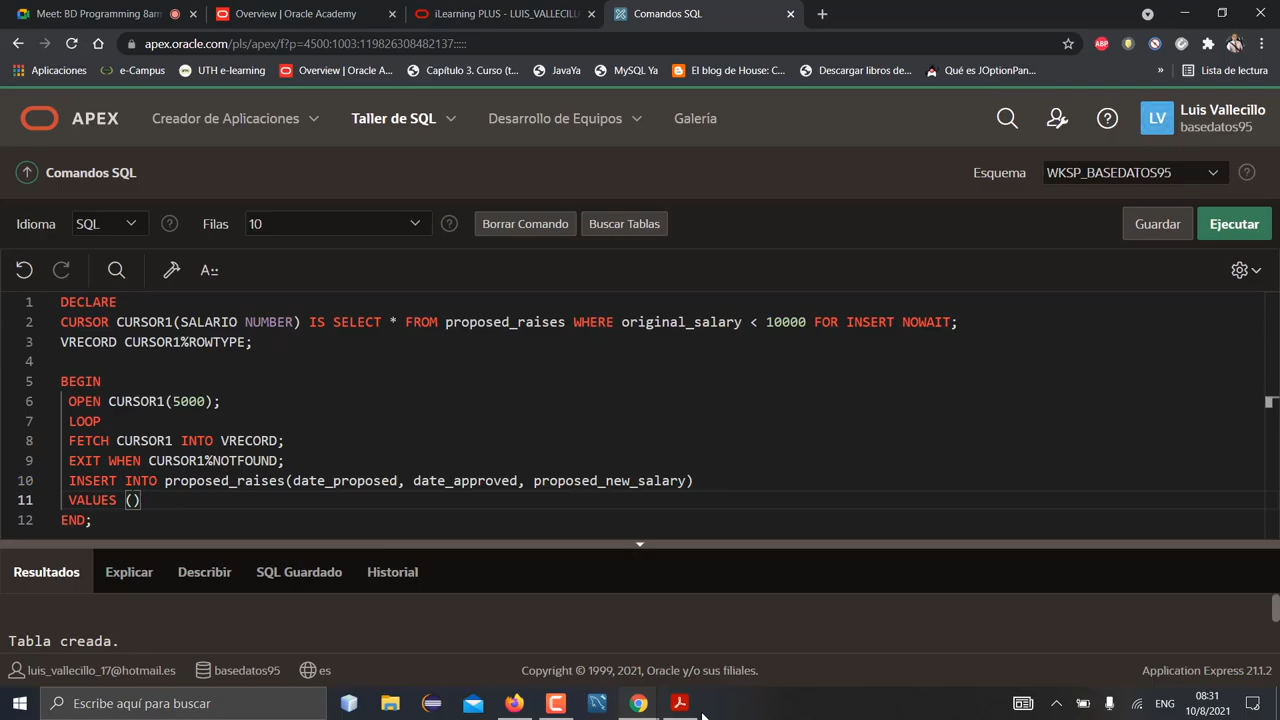 Meet: BD Programming 8am
Overview | Oracle Academy
iLearning PLUS - LUIS_VALLECILL
Comandos SQL
apex.oracle.com/pls/apex/f?p=4500:1003:119826308482137:::::
ABP
Aplicaciones
e-Campus
UTH e-learning
Overview | Oracle A...
Capítulo 3. Curso (t...
JavaYa
MySQL Ya
El blog de House: C...
Descargar libros de...
Qué es JOptionPan...
»
Lista de lectura
APEX
Creador de Aplicaciones
Taller de SQL
Desarrollo de Equipos
Galería
LV
Luis Vallecillo
basedatos95
Comandos SQL
Esquema
WKSP_BASEDATOS95
Idioma
SQL
Filas
10
Borrar Comando
Buscar Tablas
Guardar
Ejecutar
A::
1 DECLARE
2 CURSOR CURSOR1(SALARIO NUMBER) IS SELECT * FROM proposed_raises WHERE original_salary < 10000 FOR INSERT NOWAIT;
3 VRECORD CURSOR1%ROWTYPE;
4
5 BEGIN
6 OPEN CURSOR1(5000);
7 LOOP
8 FETCH CURSOR1 INTO VRECORD;
9 EXIT WHEN CURSOR1%NOTFOUND;
10 INSERT INTO proposed_raises(date_proposed, date_approved, proposed_new_salary)
11 VALUES ()
12 END;
Resultados
Explicar
Describir
SQL Guardado
Historial
Tabla creada.
luis_vallecillo_17@hotmail.es
basedatos95
es
Copyright © 1999, 2021, Oracle y/o sus filiales.
Application Express 21.1.2
Escribe aquí para buscar
ENG
08:31
10/8/2021